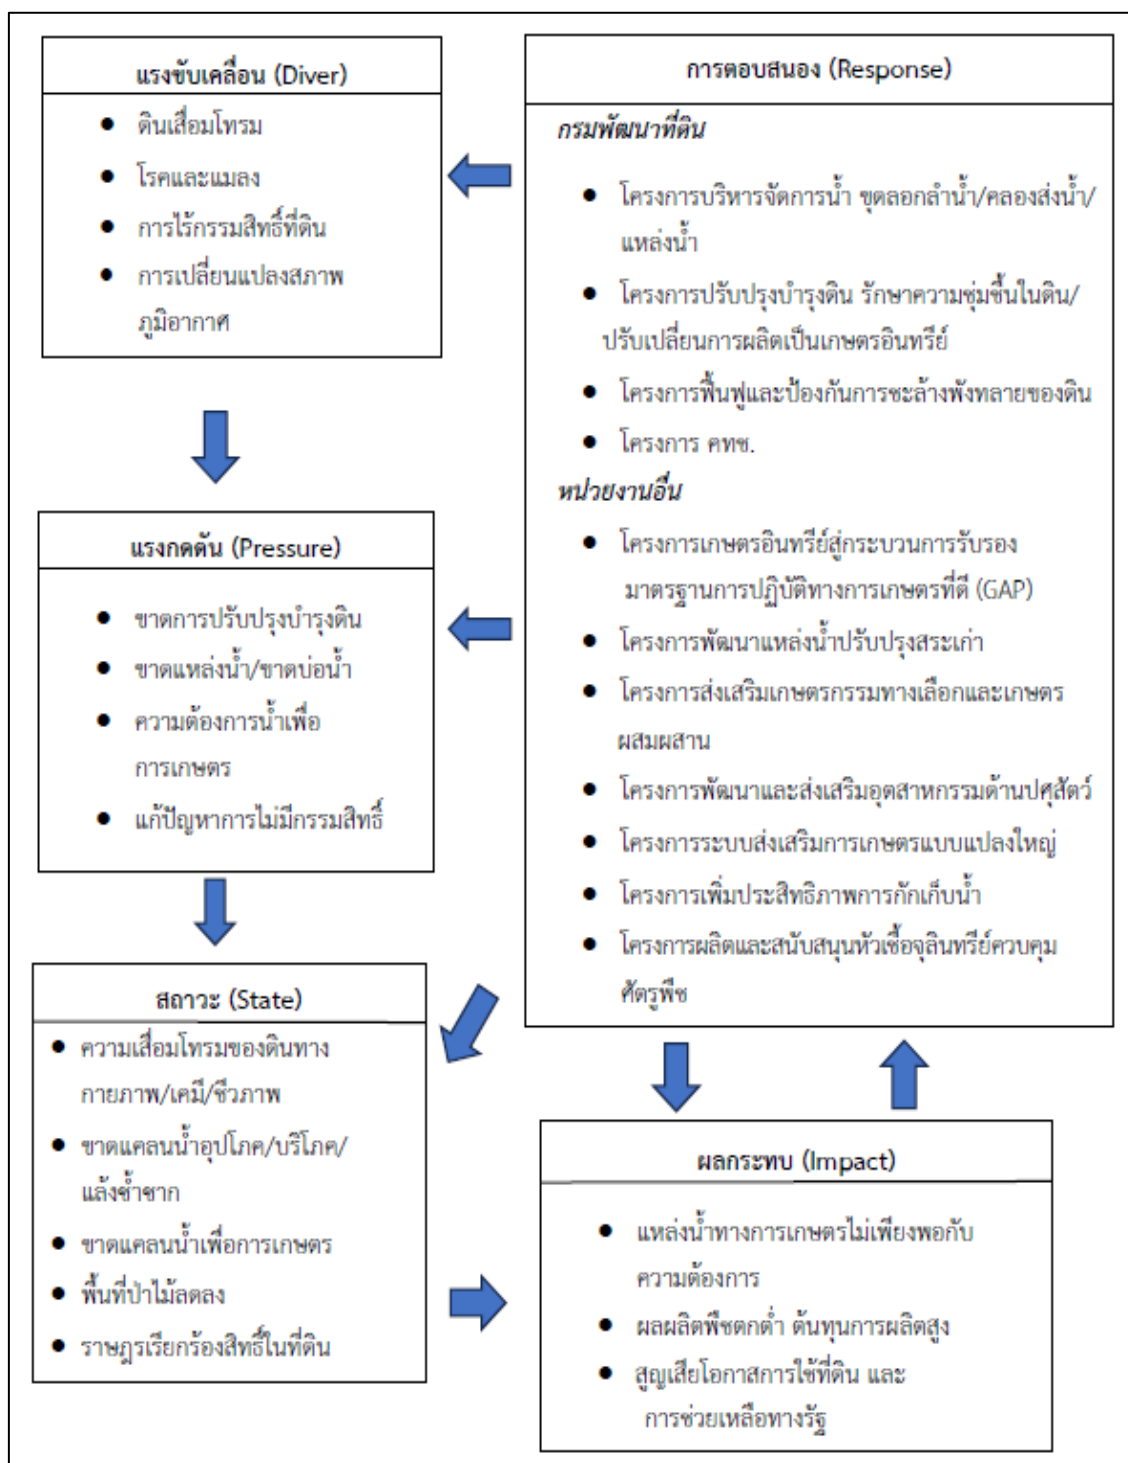 แรงขับเคลื่อน (Diver)
● ดินเสื่อมโทรม
● โรคและแมลง
● การไร้กรรมสิทธิ์ที่ดิน
● การเปลี่ยนแปลงสภาพ
ภูมิอากาศ
การตอบสนอง (Response)
กรมพัฒนาที่ดิน
● โครงการบริหารจัดการน้ำ ขุดลอกลำน้ำ/คลองส่งน้ำ/
แหล่งน้ำ
● โครงการปรับปรุงบำรุงดิน รักษาความชุ่มชื้นในดิน/
ปรับเปลี่ยนการผลิตเป็นเกษตรอินทรีย์
● โครงการฟื้นฟูและป้องกันการชะล้างพังทลายของดิน
● โครงการ คทช.
หน่วยงานอื่น
● โครงการเกษตรอินทรีย์สู่กระบวนการรับรอง
มาตรฐานการปฏิบัติทางการเกษตรที่ดี (GAP)
● โครงการพัฒนาแหล่งน้ำปรับปรุงสระเก่า
● โครงการส่งเสริมเกษตรกรรมทางเลือกและเกษตร
ผสมผสาน
● โครงการพัฒนาและส่งเสริมอุตสาหกรรมด้านปศุสัตว์
● โครงการระบบส่งเสริมการเกษตรแบบแปลงใหญ่
● โครงการเพิ่มประสิทธิภาพการกักเก็บน้ำ
● โครงการผลิตและสนับสนุนหัวเชื้อจุลินทรีย์ควบคุม
ศัตรูพืช
แรงกดดัน (Pressure)
● ขาดการปรับปรุงบำรุงดิน
● ขาดแหล่งน้ำ/ขาดบ่อน้ำ
● ความต้องการน้ำเพื่อ
การเกษตร
● แก้ปัญหาการไม่มีกรรมสิทธิ์
สถาวะ (State)
● ความเสื่อมโทรมของดินทาง
กายภาพ/เคมี/ชีวภาพ
● ขาดแคลนน้ำอุปโภค/บริโภค/
แล้งซ้ำซาก
● ขาดแคลนน้ำเพื่อการเกษตร
● พื้นที่ป่าไม้ลดลง
● ราษฎรเรียกร้องสิทธิ์ในที่ดิน
ผลกระทบ (Impact)
● แหล่งน้ำทางการเกษตรไม่เพียงพอกับ
ความต้องการ
● ผลผลิตพืชตกต่ำ ต้นทุนการผลิตสูง
● สูญเสียโอกาสการใช้ที่ดิน และ
การช่วยเหลือทางรัฐ